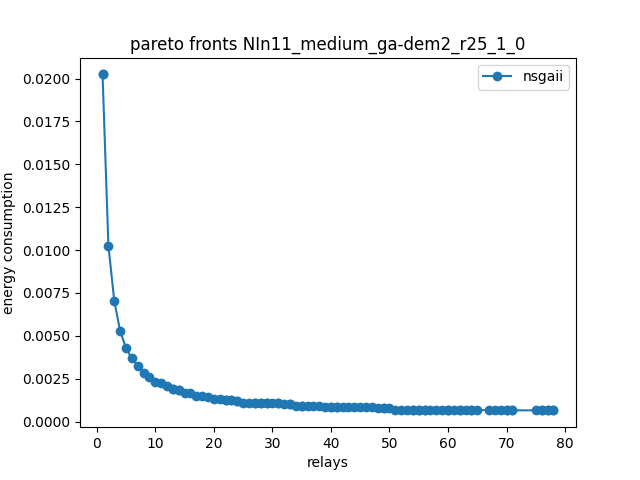 pareto fronts NIn11_medium_ga-dem2_r25_1_0
nsgaii
energy consumption
0.0200
0.0175
0.0150
0.0125
0.0100
0.0075
0.0050
0.0025
0.0000
0 10 20 30 40 50 60 70 80
relays